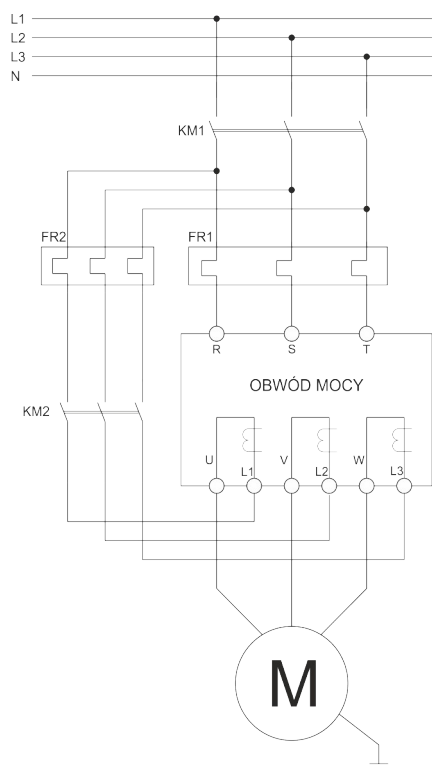 L1
L2
L3
N
KM1
FR2
FR1
R S T
OBWÓD MOCY
KM2
U L1 V L2 W L3
M